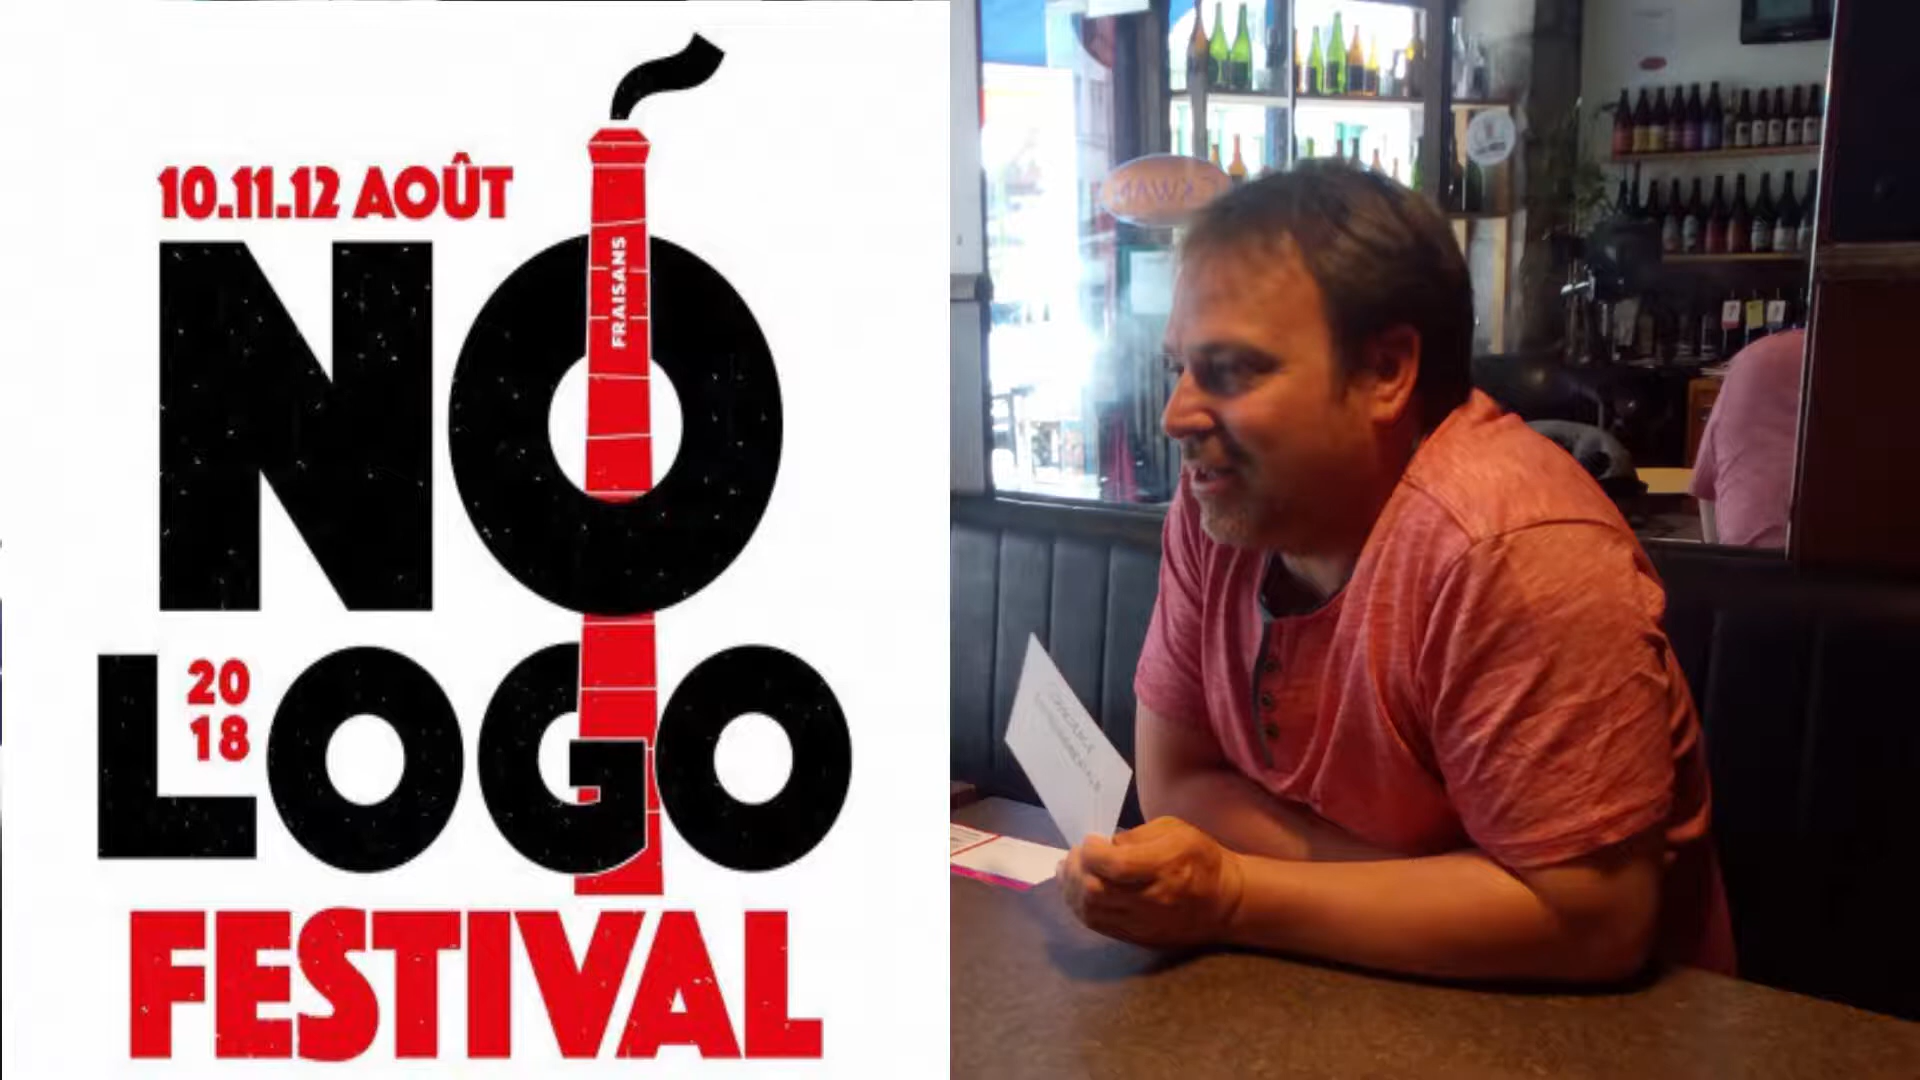 10.11.12 AOÛT
NO
FRAISANS
LOGO
20
18
FESTIVAL